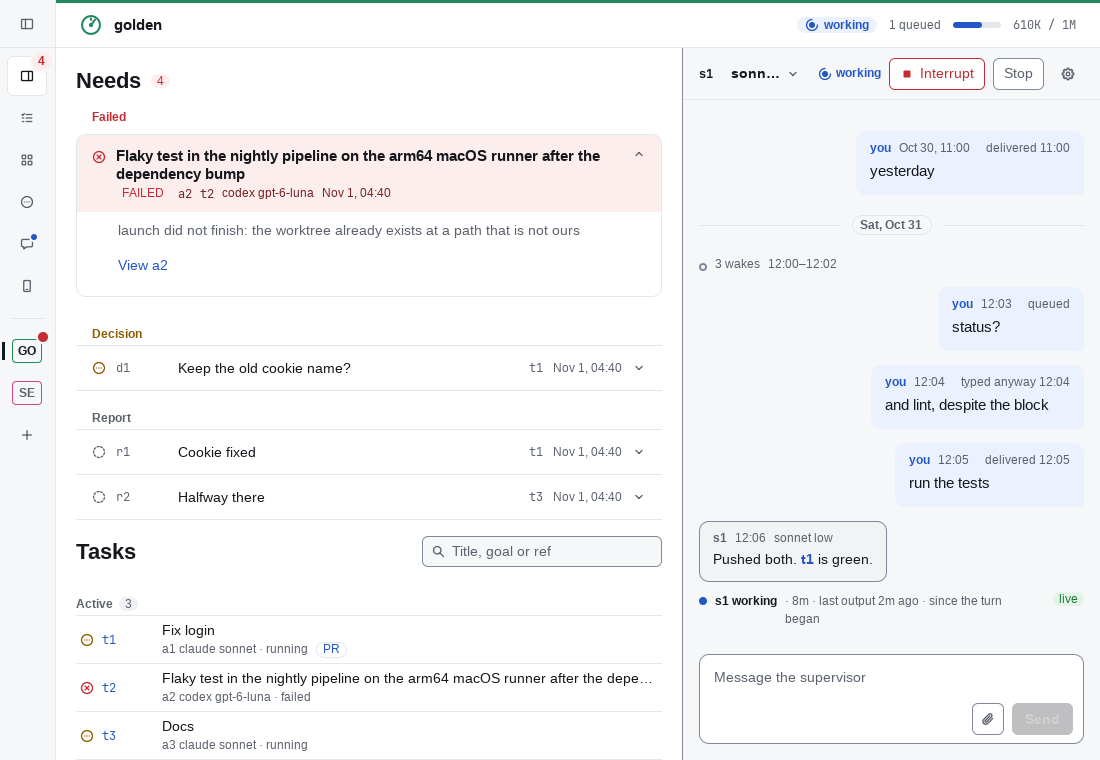 golden
working
1 queued
610K / 1M
4
GO
SE
Needs 4
Failed
Flaky test in the nightly pipeline on the arm64 macOS runner after the
dependency bump
FAILED a2 t2 codex gpt-6-luna Nov 1, 04:40
launch did not finish: the worktree already exists at a path that is not ours
View a2
Decision
d1 Keep the old cookie name? t1 Nov 1, 04:40
Report
r1 Cookie fixed t1 Nov 1, 04:40
r2 Halfway there t3 Nov 1, 04:40
Tasks
Title, goal or ref
Active 3
t1 Fix login
a1 claude sonnet · running PR
t2 Flaky test in the nightly pipeline on the arm64 macOS runner after the depe…
a2 codex gpt-6-luna · failed
t3 Docs
a3 claude sonnet · running
s1 sonn… working Interrupt Stop
you Oct 30, 11:00 delivered 11:00
yesterday
Sat, Oct 31
3 wakes 12:00–12:02
you 12:03 queued
status?
you 12:04 typed anyway 12:04
and lint, despite the block
you 12:05 delivered 12:05
run the tests
s1 12:06 sonnet low
Pushed both. t1 is green.
s1 working · 8m · last output 2m ago · since the turn
began
live
Message the supervisor
Send